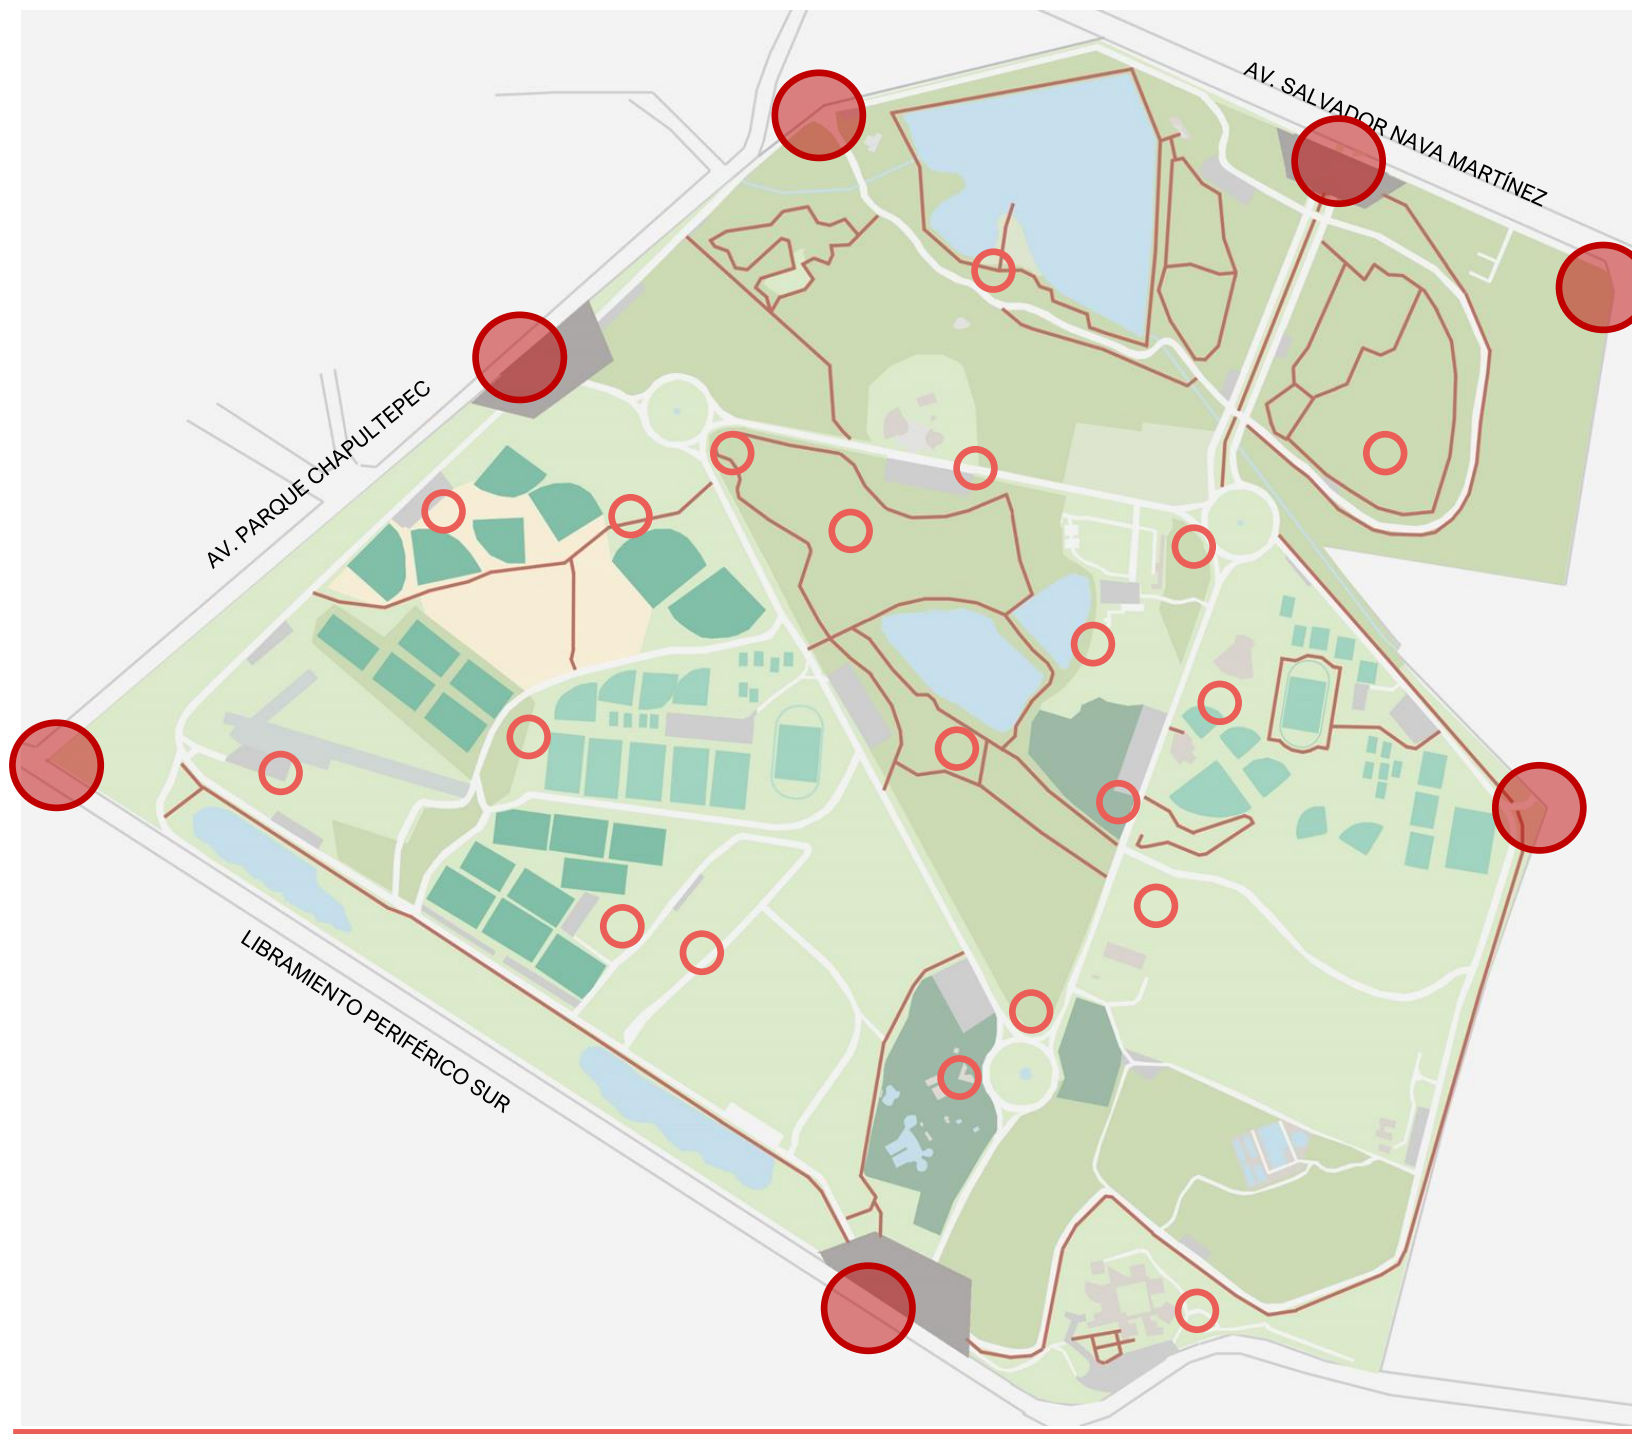 AV. SALVADOR NAVA MARTÍNEZ
AV. PARQUE CHAPULTEPEC
LIBRAMIENTO PERIFÉRICO SUR